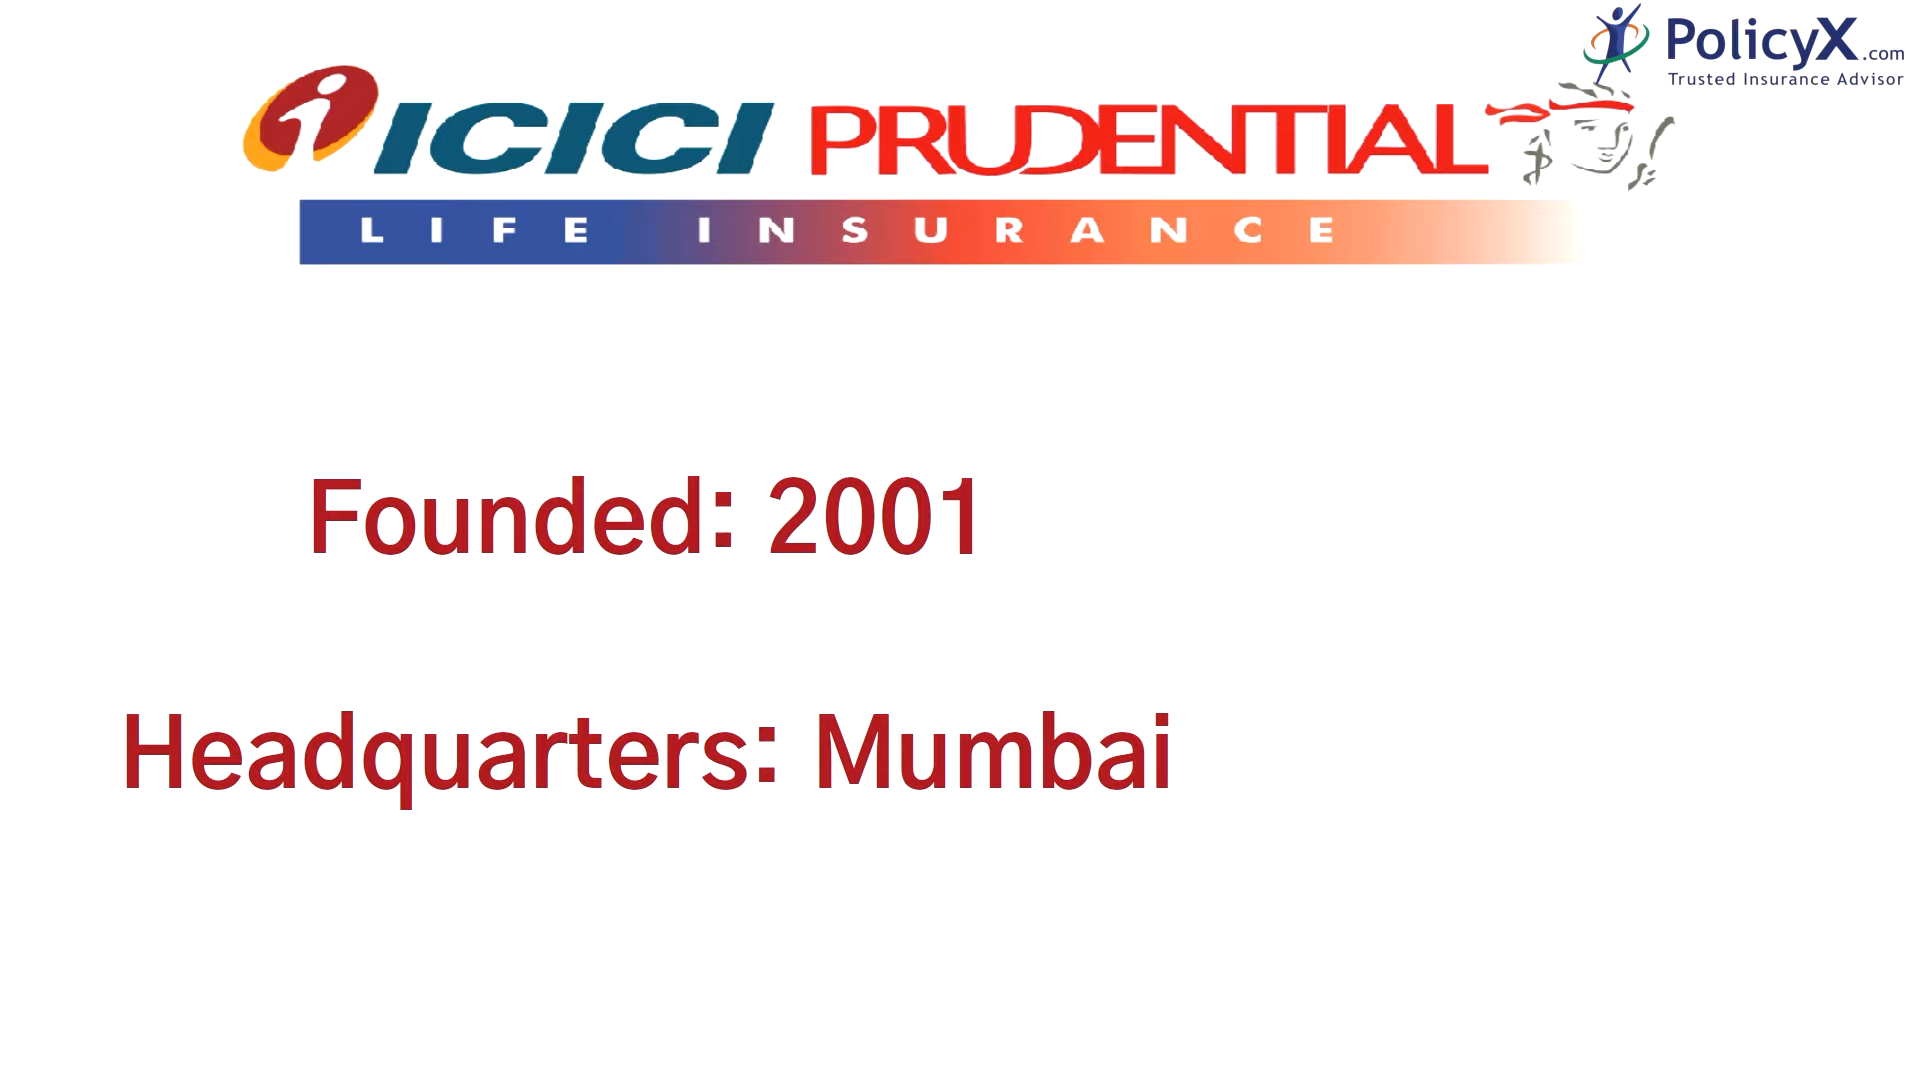 PolicyX.com
Trusted Insurance Advisor
ICICI PRUDENTIAL
LIFE INSURANCE
Founded: 2001
Headquarters: Mumbai